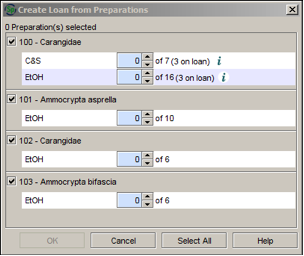 Create Loan from Preparations
0 Preparation(s) selected
100 - Carangidae
C&S 0 of 7 (3 on loan) i
EtOH 0 of 16 (3 on loan) i
101 - Ammocrypta asprella
EtOH 0 of 10
102 - Carangidae
EtOH 0 of 6
103 - Ammocrypta bifascia
EtOH 0 of 6
OK Cancel Select All Help